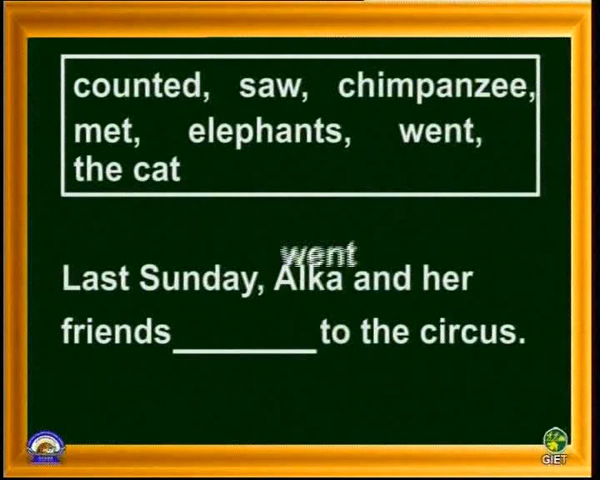 counted, saw, chimpanzee,
met, elephants, went,
the cat
went
Last Sunday, Alka and her
friends________to the circus.
GIET